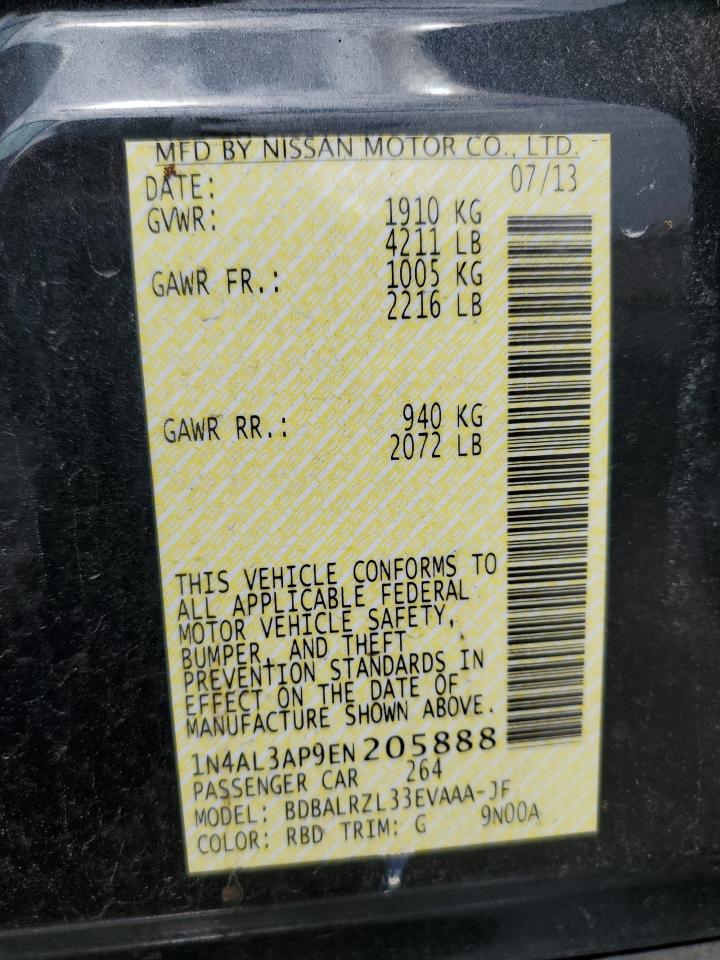 MFD BY NISSAN MOTOR CO., LTD.
DATE: 07/13
GVWR: 1910 KG
4211 LB
GAWR FR.: 1005 KG
2216 LB
GAWR RR.: 940 KG
2072 LB
THIS VEHICLE CONFORMS TO
ALL APPLICABLE FEDERAL
MOTOR VEHICLE SAFETY,
BUMPER, AND THEFT
PREVENTION STANDARDS IN
EFFECT ON THE DATE OF
MANUFACTURE SHOWN ABOVE.
1N4AL3AP9EN205888
PASSENGER CAR 264
MODEL: BDBALRZL33EVAAA-JF
COLOR: RBD TRIM: G 9N00A